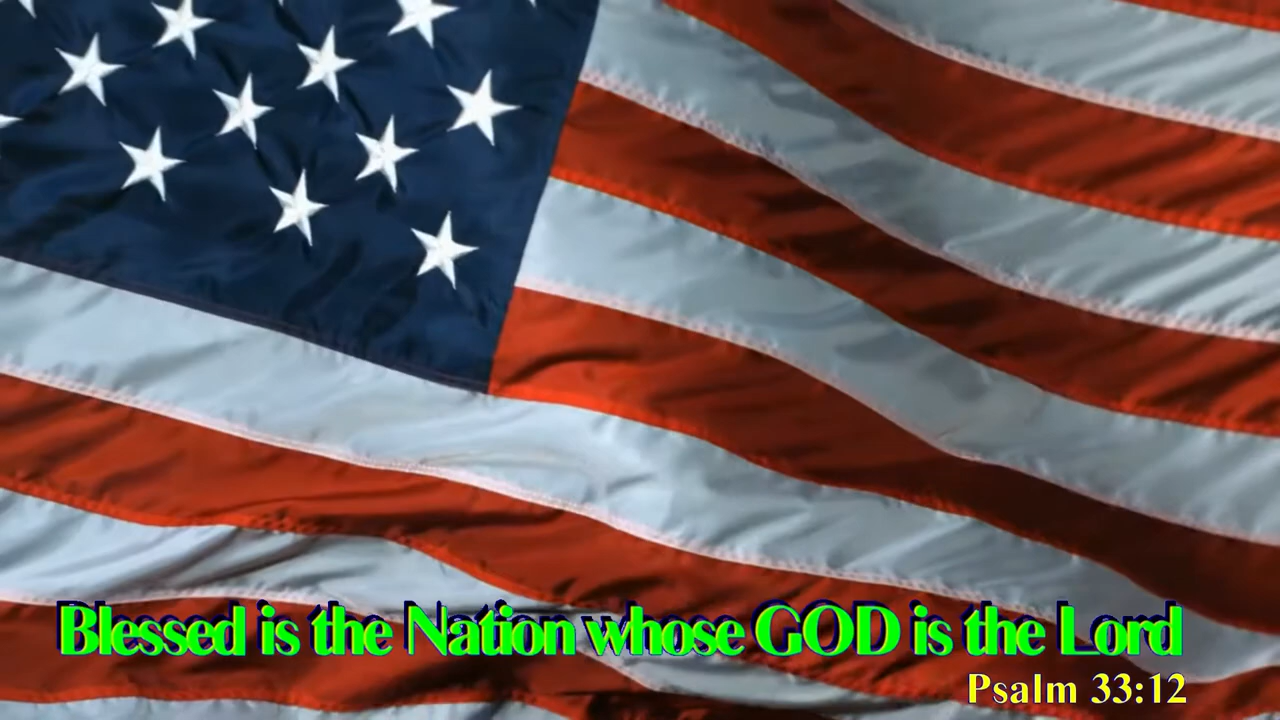 Blessed is the Nation whose GOD is the Lord
Psalm 33:12